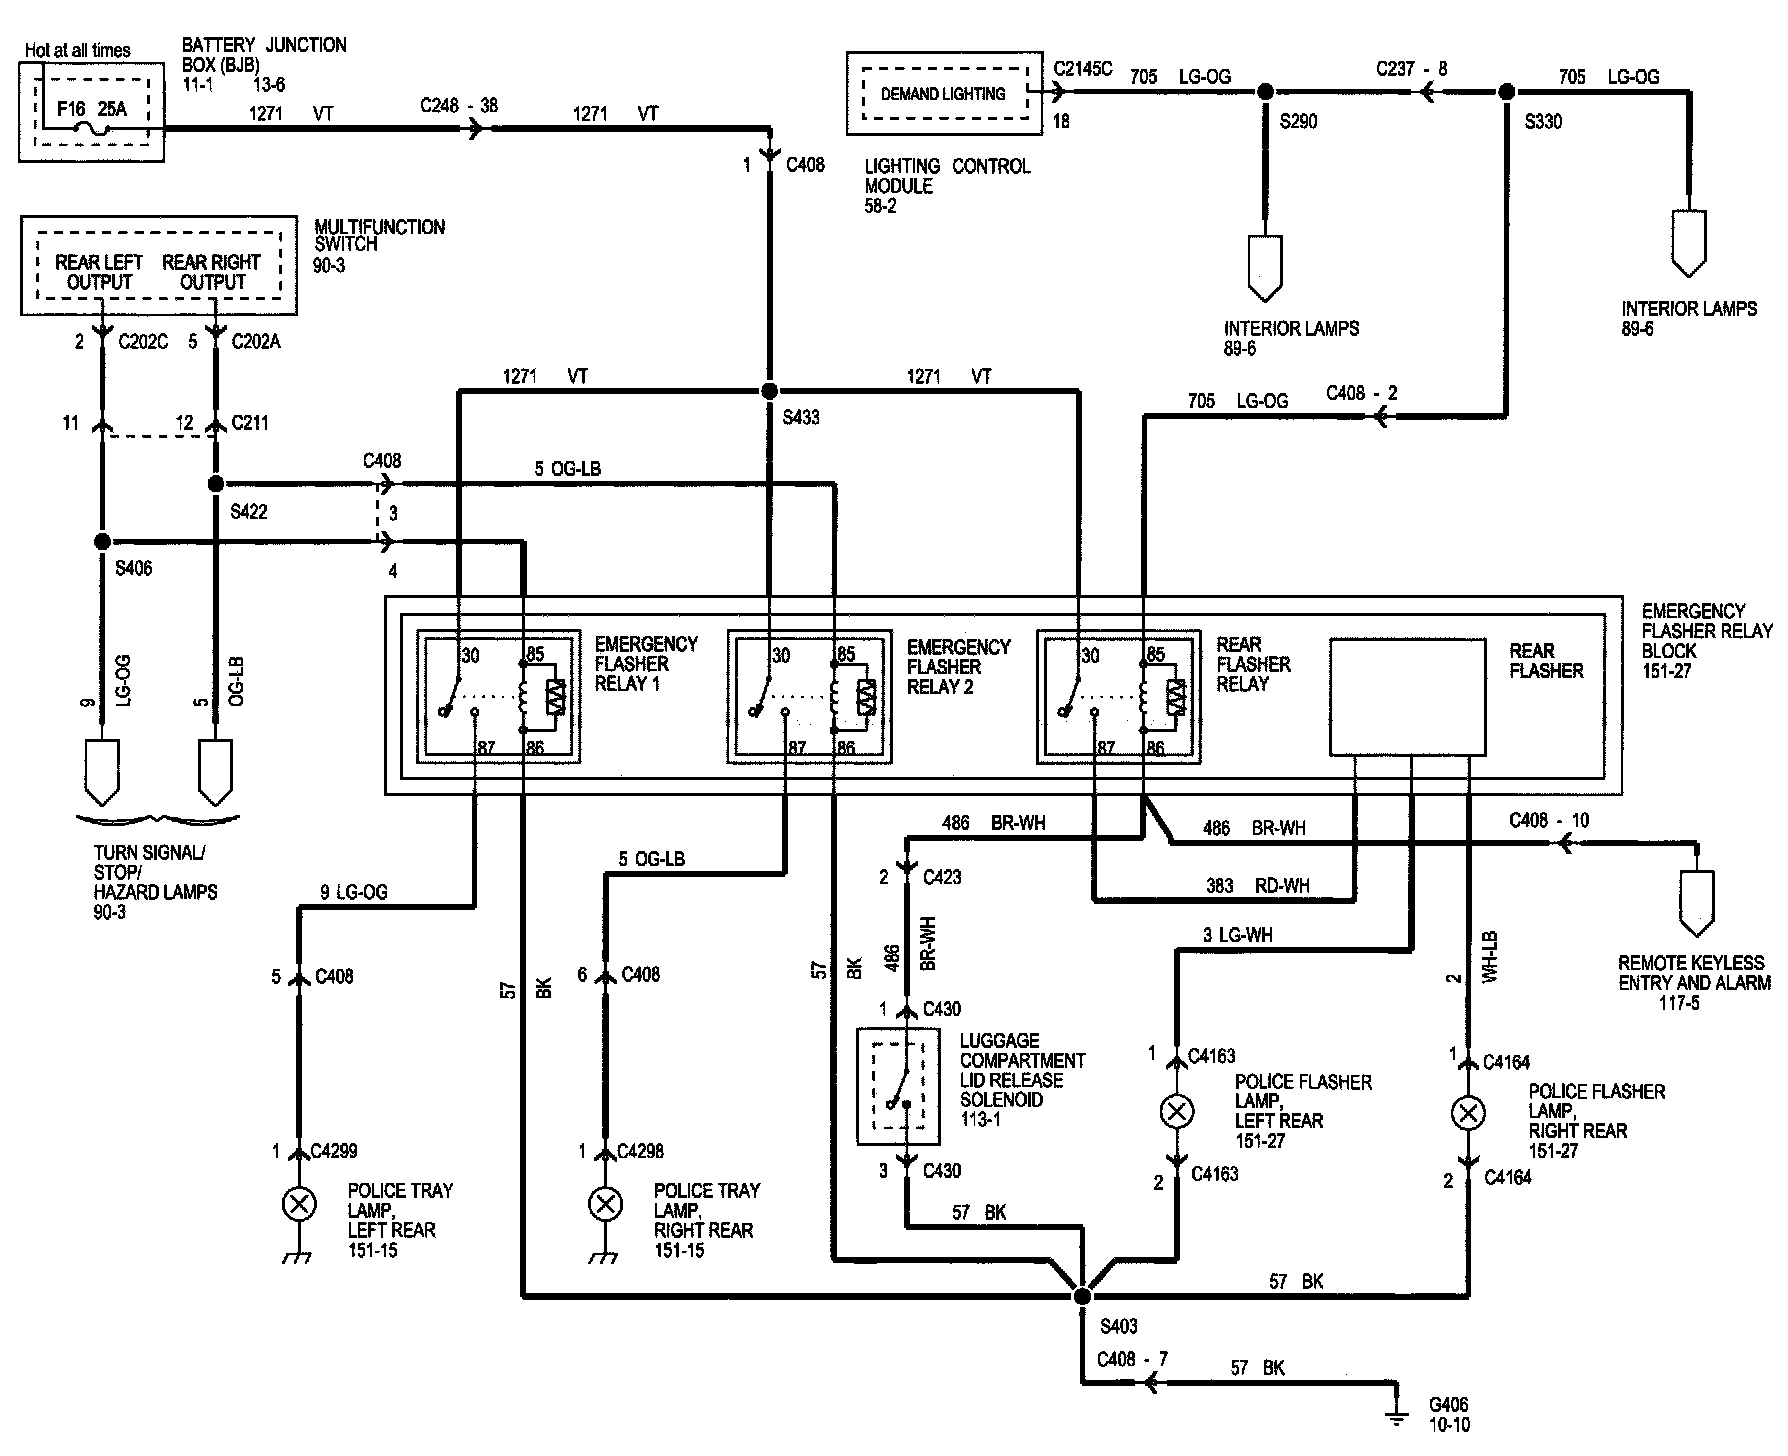 Hot at all times
BATTERY JUNCTION
BOX (BJB)
11-1 13-6
F16 25A
1271 VT
C248 - 38
1271 VT
1 C408
DEMAND LIGHTING
C2145C
18
705 LG-OG
C237 - 8
705 LG-OG
S290
S330
LIGHTING CONTROL
MODULE
58-2
MULTIFUNCTION
SWITCH
90-3
REAR LEFT
OUTPUT
REAR RIGHT
OUTPUT
2 C202C
5 C202A
INTERIOR LAMPS
89-6
INTERIOR LAMPS
89-6
11
12 C211
1271 VT
1271 VT
S433
705 LG-OG
C408 - 2
C408
5 OG-LB
3
S422
4
S406
9
LG-OG
5
OG-LB
EMERGENCY
FLASHER RELAY
BLOCK
151-27
30
85
87
86
EMERGENCY
FLASHER
RELAY 1
30
85
87
86
EMERGENCY
FLASHER
RELAY 2
30
85
87
86
REAR
FLASHER
RELAY
REAR
FLASHER
TURN SIGNAL/
STOP/
HAZARD LAMPS
90-3
486 BR-WH
486 BR-WH
C408 - 10
5 OG-LB
9 LG-OG
2 C423
383 RD-WH
3 LG-WH
486
BR-WH
2
WH-LB
REMOTE KEYLESS
ENTRY AND ALARM
117-5
5 C408
57
BK
6 C408
57
BK
1 C430
LUGGAGE
COMPARTMENT
LID RELEASE
SOLENOID
113-1
3 C430
1 C4163
POLICE FLASHER
LAMP,
LEFT REAR
151-27
2 C4163
1 C4164
POLICE FLASHER
LAMP,
RIGHT REAR
151-27
2 C4164
1 C4299
POLICE TRAY
LAMP,
LEFT REAR
151-15
1 C4298
POLICE TRAY
LAMP,
RIGHT REAR
151-15
57 BK
57 BK
S403
C408 - 7
57 BK
G406
10-10